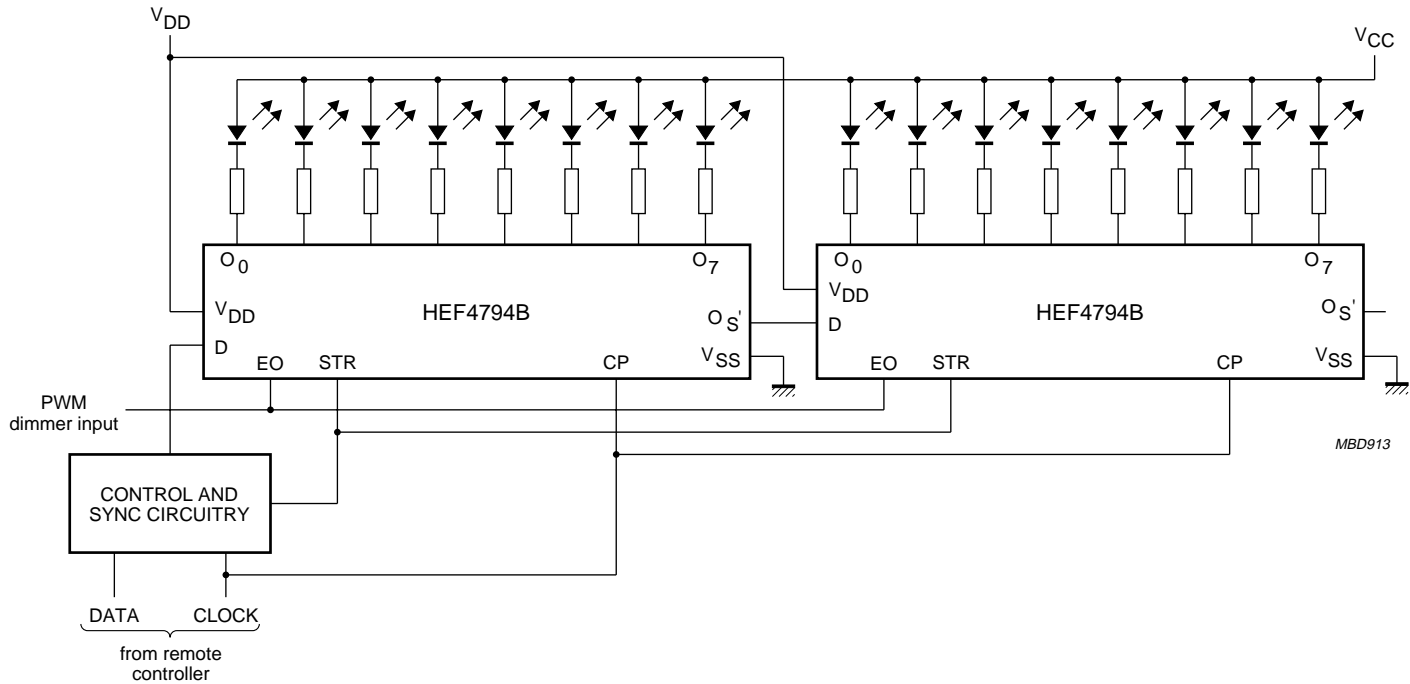 VDD
VCC
O0
O7
O0
O7
VDD
HEF4794B
OS'
VDD
HEF4794B
OS'
D
D
EO
STR
CP
VSS
EO
STR
CP
VSS
PWM
dimmer input
MBD913
CONTROL AND
SYNC CIRCUITRY
DATA
CLOCK
from remote
controller